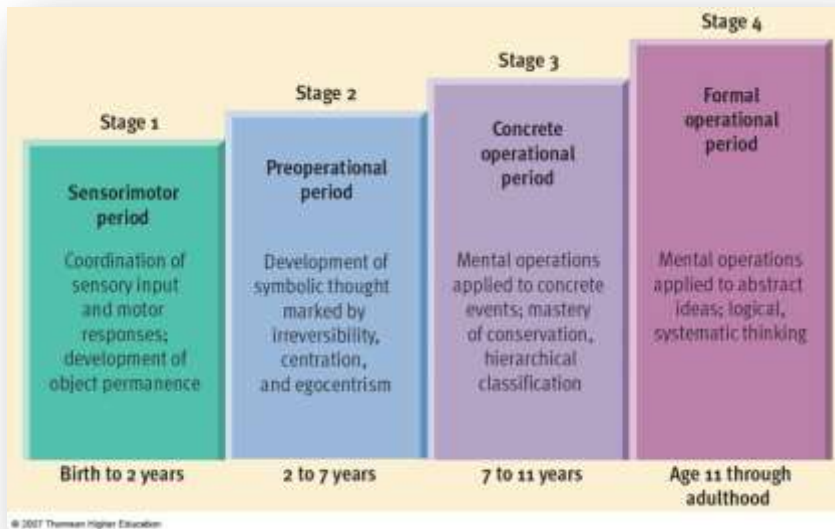 Stage 1
Sensorimotor
period
Coordination of
sensory input
and motor
responses;
development of
object permanence
Birth to 2 years
Stage 2
Preoperational
period
Development of
symbolic thought
marked by
irreversibility,
centration,
and egocentrism
2 to 7 years
Stage 3
Concrete
operational
period
Mental operations
applied to concrete
events; mastery
of conservation,
hierarchical
classification
7 to 11 years
Stage 4
Formal
operational
period
Mental operations
applied to abstract
ideas; logical,
systematic thinking
Age 11 through
adulthood
© 2007 Thomson Higher Education